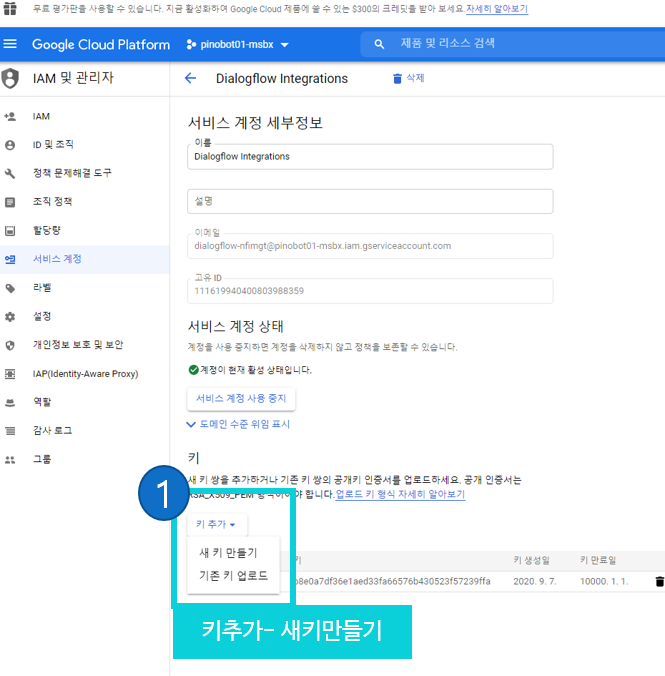 무료 평가판을 사용할 수 있습니다. 지금 활성화하여 Google Cloud 제품에 쓸 수 있는 $300의 크레딧을 받아 보세요. 자세히 알아보기
Google Cloud Platform
pinobot01-msbx
제품 및 리소스 검색
IAM 및 관리자
Dialogflow Integrations
삭제
IAM
ID 및 조직
정책 문제해결 도구
조직 정책
할당량
서비스 계정
라벨
설정
개인정보 보호 및 보안
IAP(Identity-Aware Proxy)
역할
감사 로그
그룹
서비스 계정 세부정보
이름
Dialogflow Integrations
설명
이메일
dialogflow-nfimgt@pinobot01-msbx.iam.gserviceaccount.com
고유 ID
111619940400803988359
서비스 계정 상태
계정을 사용 중지하면 계정을 삭제하지 않고 정책을 보존할 수 있습니다.
계정이 현재 활성 상태입니다.
서비스 계정 사용 중지
도메인 수준 위임 표시
키
새 키 쌍을 추가하거나 기존 키 쌍의 공개키 인증서를 업로드하세요. 공개 인증서는
RSA_X509_PEM 형식이어야 합니다. 업로드 키 형식 자세히 알아보기
1
키 추가
새 키 만들기
기존 키 업로드
키
키 생성일
키 만료일
b8e0a7df36e1aed33fa66576b430523f57239ffa
2020. 9. 7.
10000. 1. 1.
키추가- 새키만들기